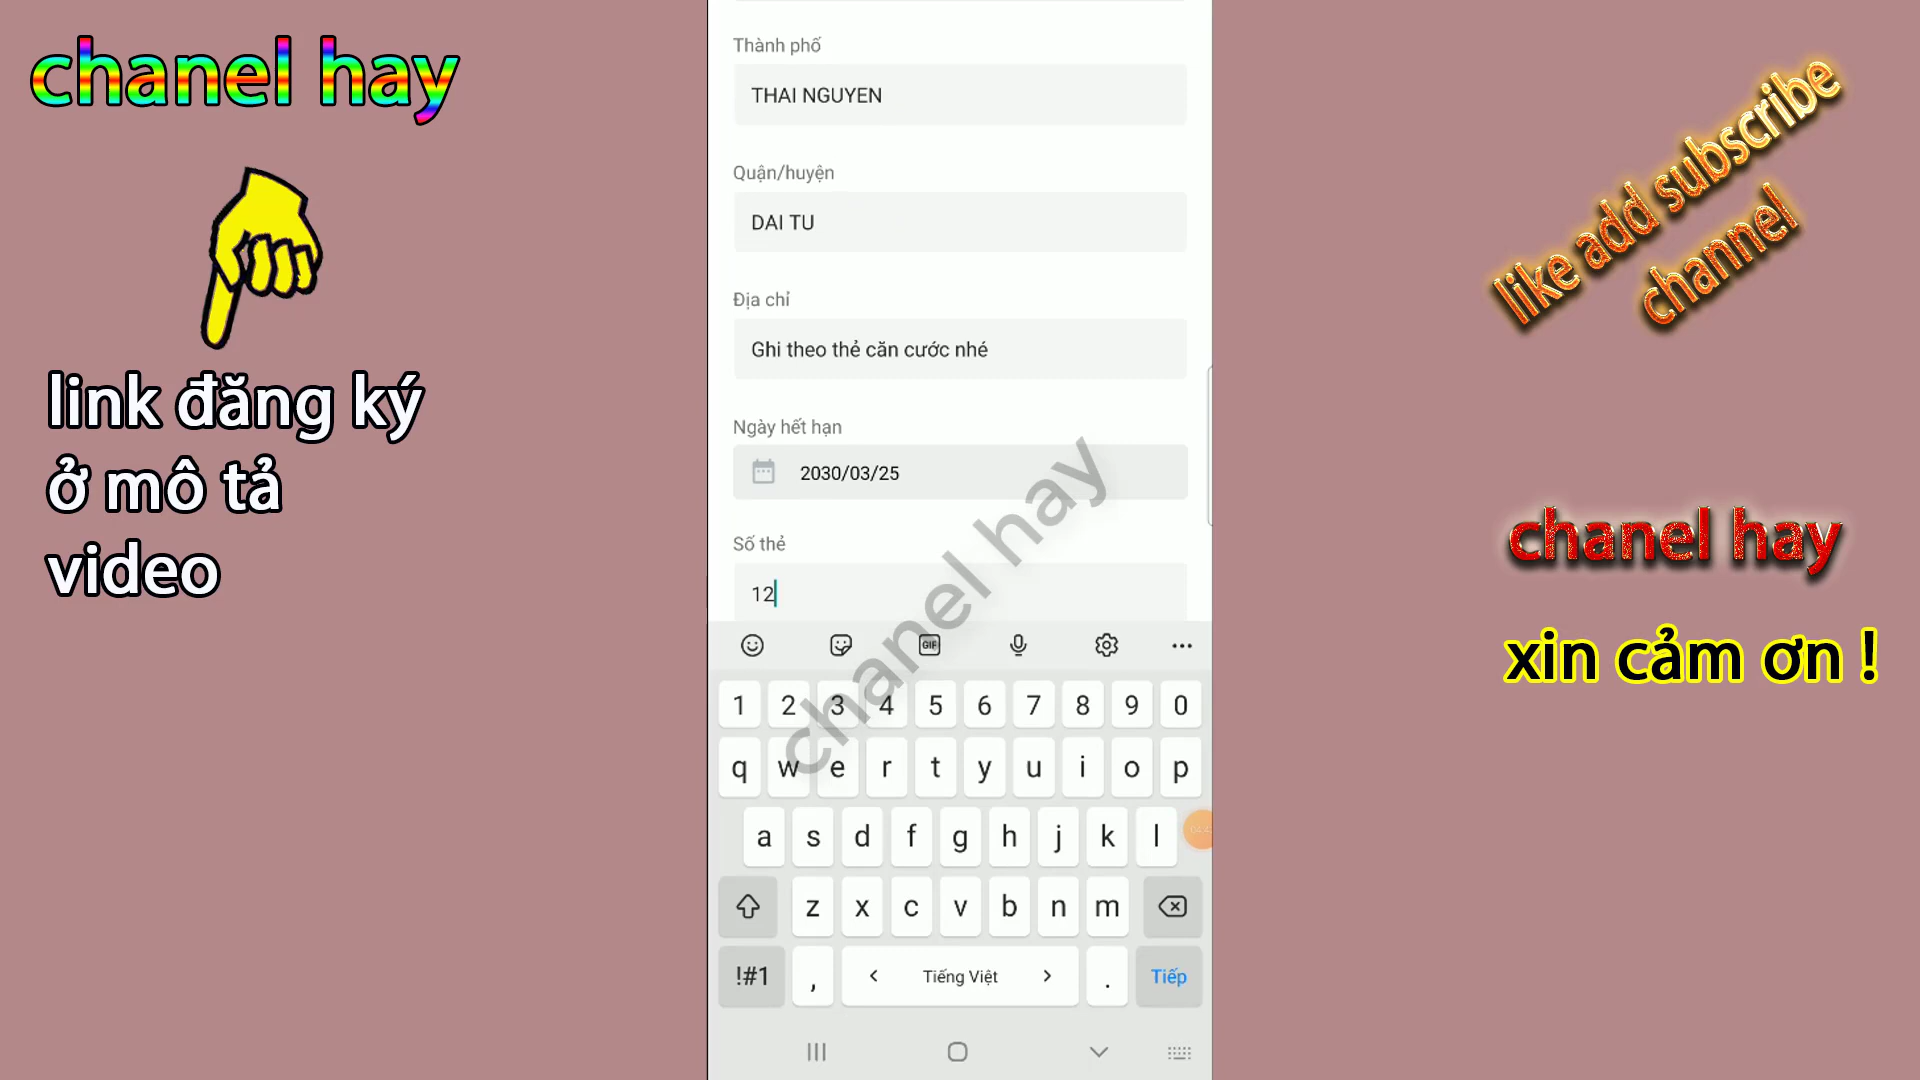 chanel hay
link đăng ký
ở mô tả
video
Thành phố
THAI NGUYEN
Quận/huyện
DAI TU
Địa chỉ
Ghi theo thẻ căn cước nhé
Ngày hết hạn
2030/03/25
Số thẻ
12
chanel hay
GIF
1 2 3 4 5 6 7 8 9 0
q w e r t y u i o p
a s d f g h j k l
z x c v b n m
!#1 , < Tiếng Việt > . Tiếp
like add subscribe
channel
chanel hay
xin cảm ơn !